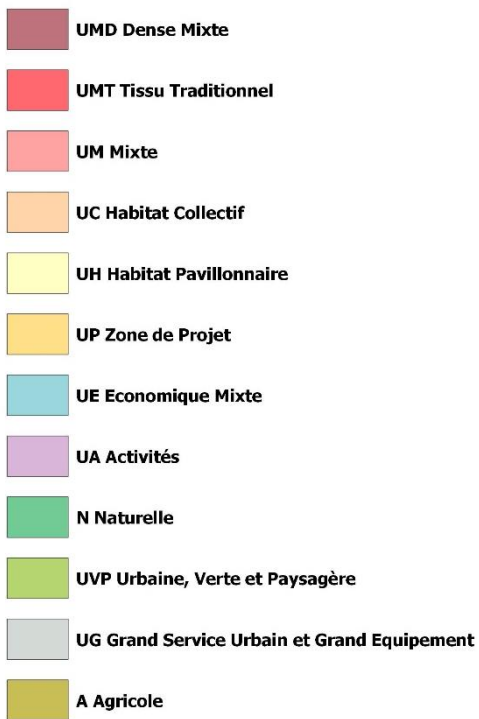 UMD Dense Mixte
UMT Tissu Traditionnel
UM Mixte
UC Habitat Collectif
UH Habitat Pavillonnaire
UP Zone de Projet
UE Economique Mixte
UA Activités
N Naturelle
UVP Urbaine, Verte et Paysagère
UG Grand Service Urbain et Grand Equipement
A Agricole